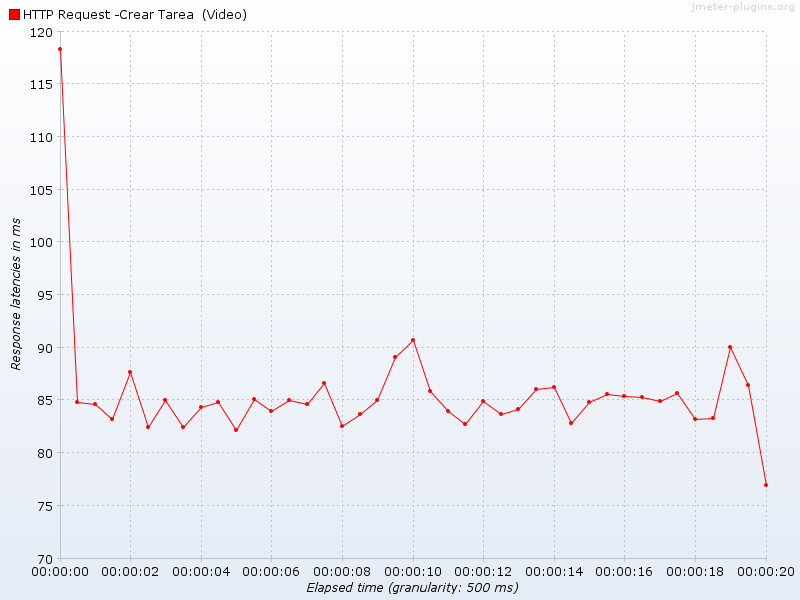 jmeter-plugins.org
HTTP Request -Crear Tarea  (Video)
120
115
110
105
100
95
90
85
80
75
70
Response latencies in ms
00:00:00 00:00:02 00:00:04 00:00:06 00:00:08 00:00:10 00:00:12 00:00:14 00:00:16 00:00:18 00:00:20
Elapsed time (granularity: 500 ms)